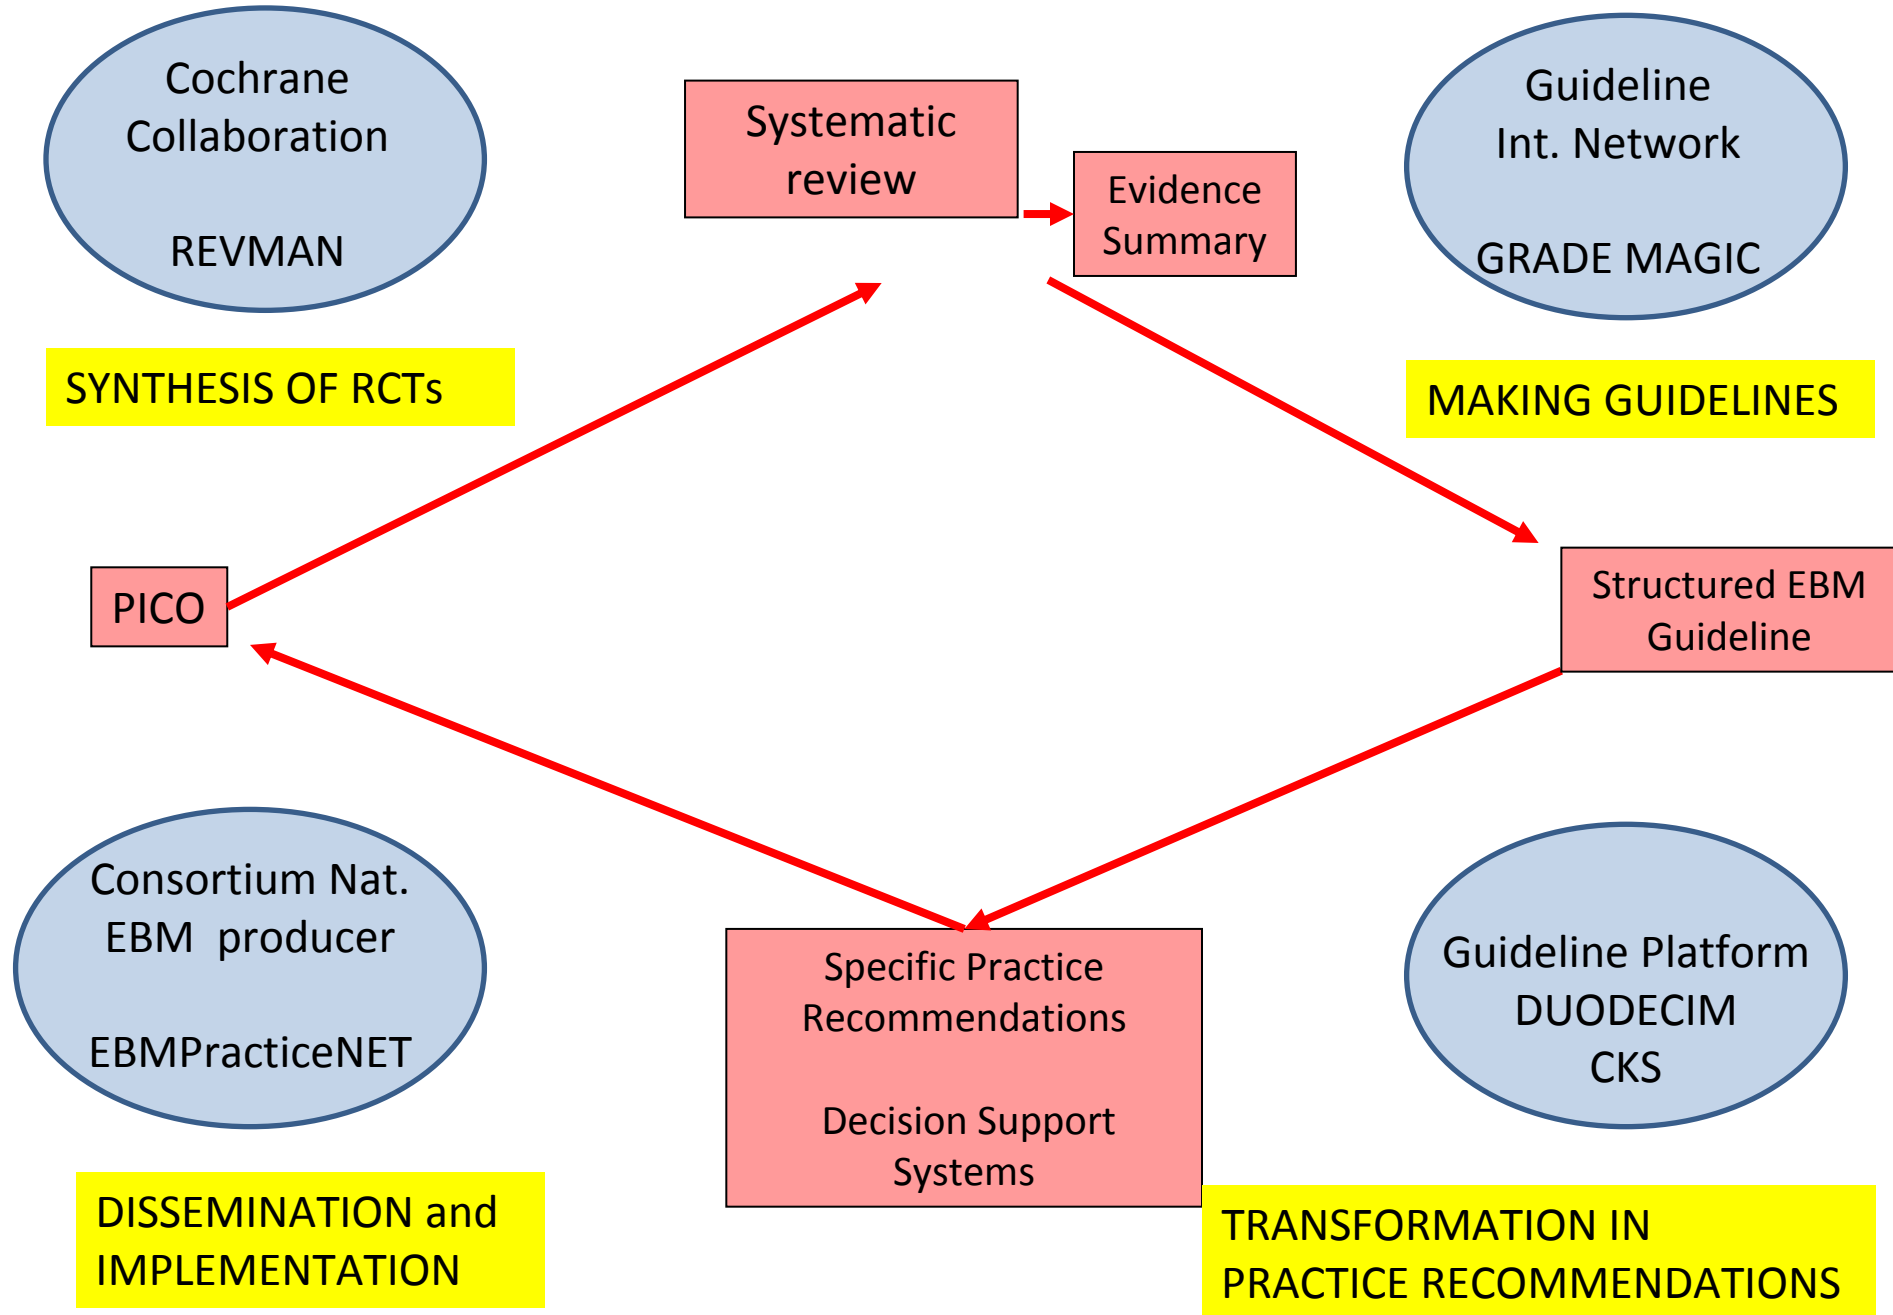 Cochrane
Collaboration
REVMAN
SYNTHESIS OF RCTs
Systematic
review
Evidence
Summary
Guideline
Int. Network
GRADE MAGIC
MAKING GUIDELINES
PICO
Structured EBM
Guideline
Consortium Nat.
EBM producer
EBMPracticeNET
DISSEMINATION and
IMPLEMENTATION
Specific Practice
Recommendations
Decision Support
Systems
Guideline Platform
DUODECIM
CKS
TRANSFORMATION IN
PRACTICE RECOMMENDATIONS